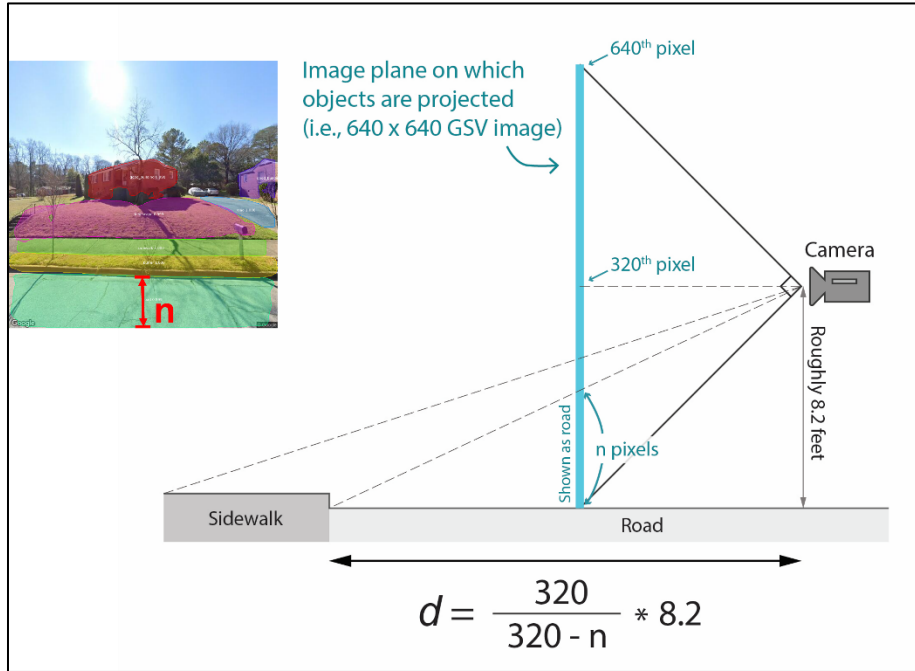 640th pixel
Image plane on which
objects are projected
(i.e., 640 x 640 GSV image)
Camera
320th pixel
Roughly 8.2 feet
n
Google
Shown as road
n pixels
Sidewalk
Road
d = 320 / 320 - n * 8.2